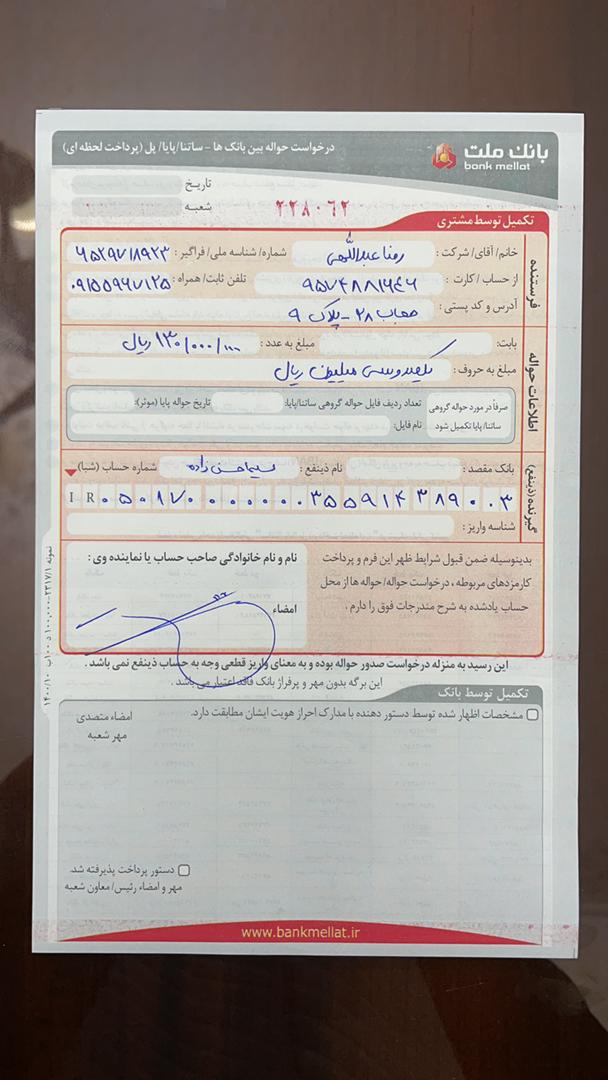 بانک ملت
bank mellat
درخواست حواله بین بانک ها - ساتنا/پایا/ پل (پرداخت لحظه ای)
تاریخ
شعبه
۲۲۸۰۶۲
تکمیل توسط مشتری
فرستنده
خانم/ آقای/ شرکت: رضا عبداللهی شماره/ شناسه ملی/ فراگیر: ۶۵۲۹۷۱۸۹۲۳
از حساب/ کارت: ۹۵۷۴۸۸۱۶۴۶ تلفن ثابت/ همراه: ۰۹۱۵۵۹۶۷۱۲۵
آدرس و کد پستی: ۲۸ - پلاک ۹
اطلاعات حواله
بابت: مبلغ به عدد: ۱۳۰/۰۰۰/۰۰۰ ریال
مبلغ به حروف: یکصد و سی میلیون ریال
صرفاً در مورد حواله گروهی ساتنا/ پایا تکمیل شود
تعداد ردیف فایل حواله گروهی ساتنا/پایا: تاریخ حواله پایا (موثر):
نام فایل:
گیرنده (ذینفع)
بانک مقصد: نام ذینفع: نسیم حسن زاده شماره حساب (شبا)
IR ۰۵۰۱۷۰۰۰۰۰۰۰۳۵۵۹۱۴۳۸۹۰۰۳
شناسه واریز:
بدینوسیله ضمن قبول شرایط ظهر این فرم و پرداخت
کارمزدهای مربوطه، درخواست حواله/ حواله ها از محل
حساب یادشده به شرح مندرجات فوق را دارم.
نام و نام خانوادگی صاحب حساب یا نماینده وی:
امضاء
این رسید به منزله درخواست صدور حواله بوده و به معنای واریز قطعی وجه به حساب ذینفع نمی باشد.
این برگه بدون مهر و پرفراژ بانک فاقد اعتبار می باشد.
تکمیل توسط بانک
مشخصات اظهار شده توسط دستور دهنده با مدارک احراز هویت ایشان مطابقت دارد.
امضاء متصدی
مهر شعبه
دستور پرداخت پذیرفته شد.
مهر و امضاء رئیس/ معاون شعبه
www.bankmellat.ir